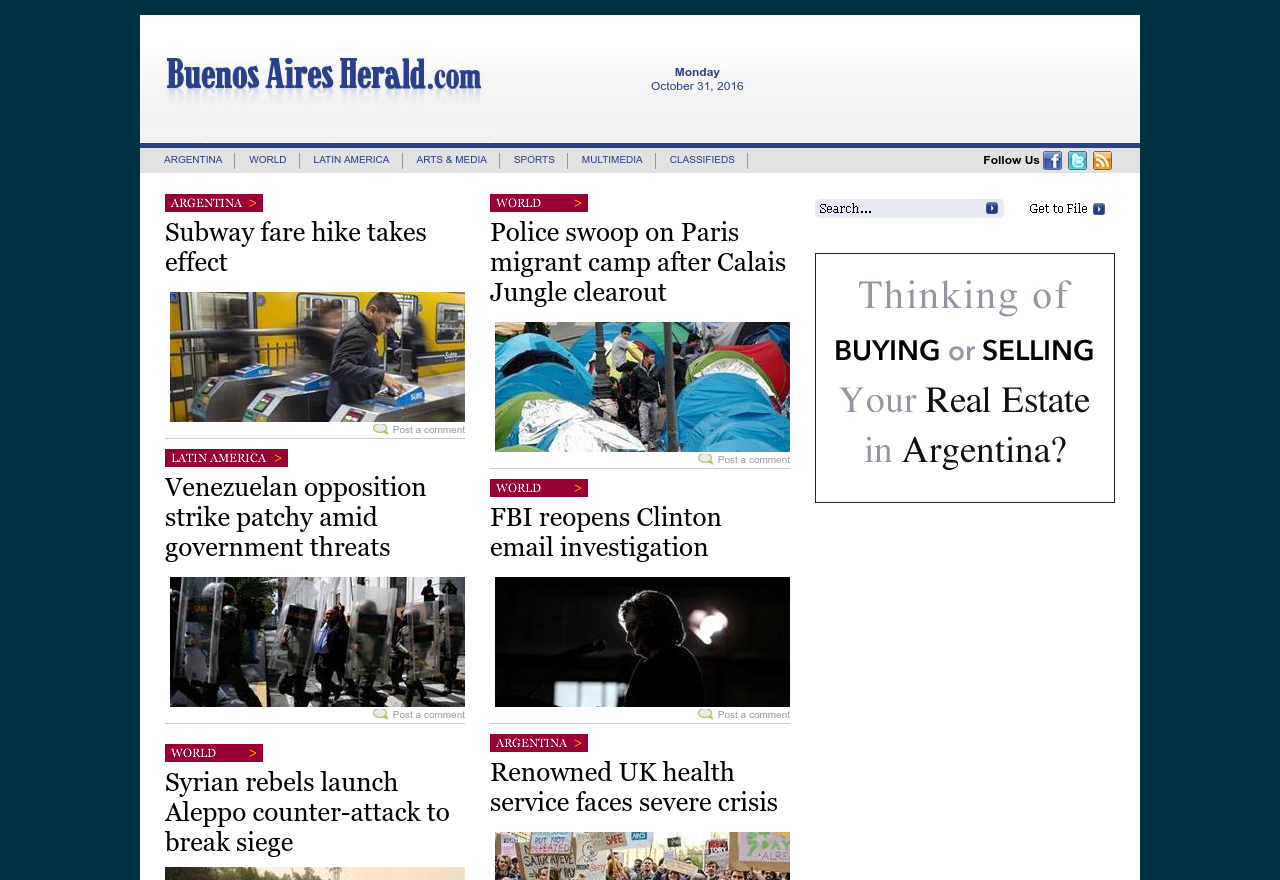 Buenos Aires Herald.com
Monday
October 31, 2016
ARGENTINA
WORLD
LATIN AMERICA
ARTS & MEDIA
SPORTS
MULTIMEDIA
CLASSIFIEDS
Follow Us
ARGENTINA >
Subway fare hike takes
effect
Post a comment
LATIN AMERICA >
Venezuelan opposition
strike patchy amid
government threats
Post a comment
WORLD >
Syrian rebels launch
Aleppo counter-attack to
break siege
WORLD >
Police swoop on Paris
migrant camp after Calais
Jungle clearout
Post a comment
WORLD >
FBI reopens Clinton
email investigation
Post a comment
ARGENTINA >
Renowned UK health
service faces severe crisis
Search...
Get to File
Thinking of
BUYING or SELLING
Your Real Estate
in Argentina?